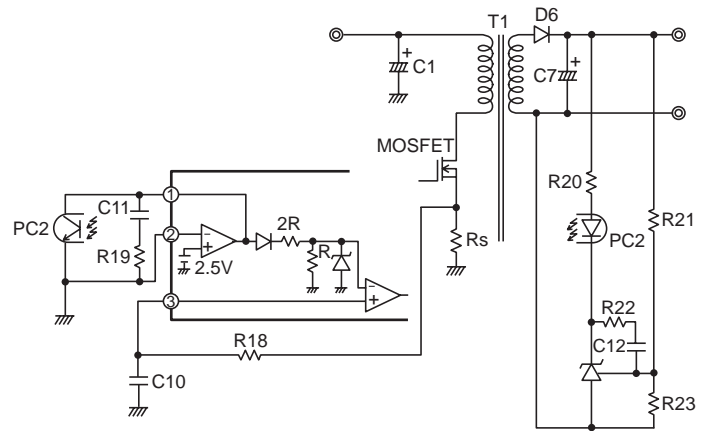 T1
D6
C1
C7
MOSFET
R20
PC2
R21
Rs
1
C11
PC2
2
2R
R19
2.5V
R
3
R22
C12
R18
C10
R23